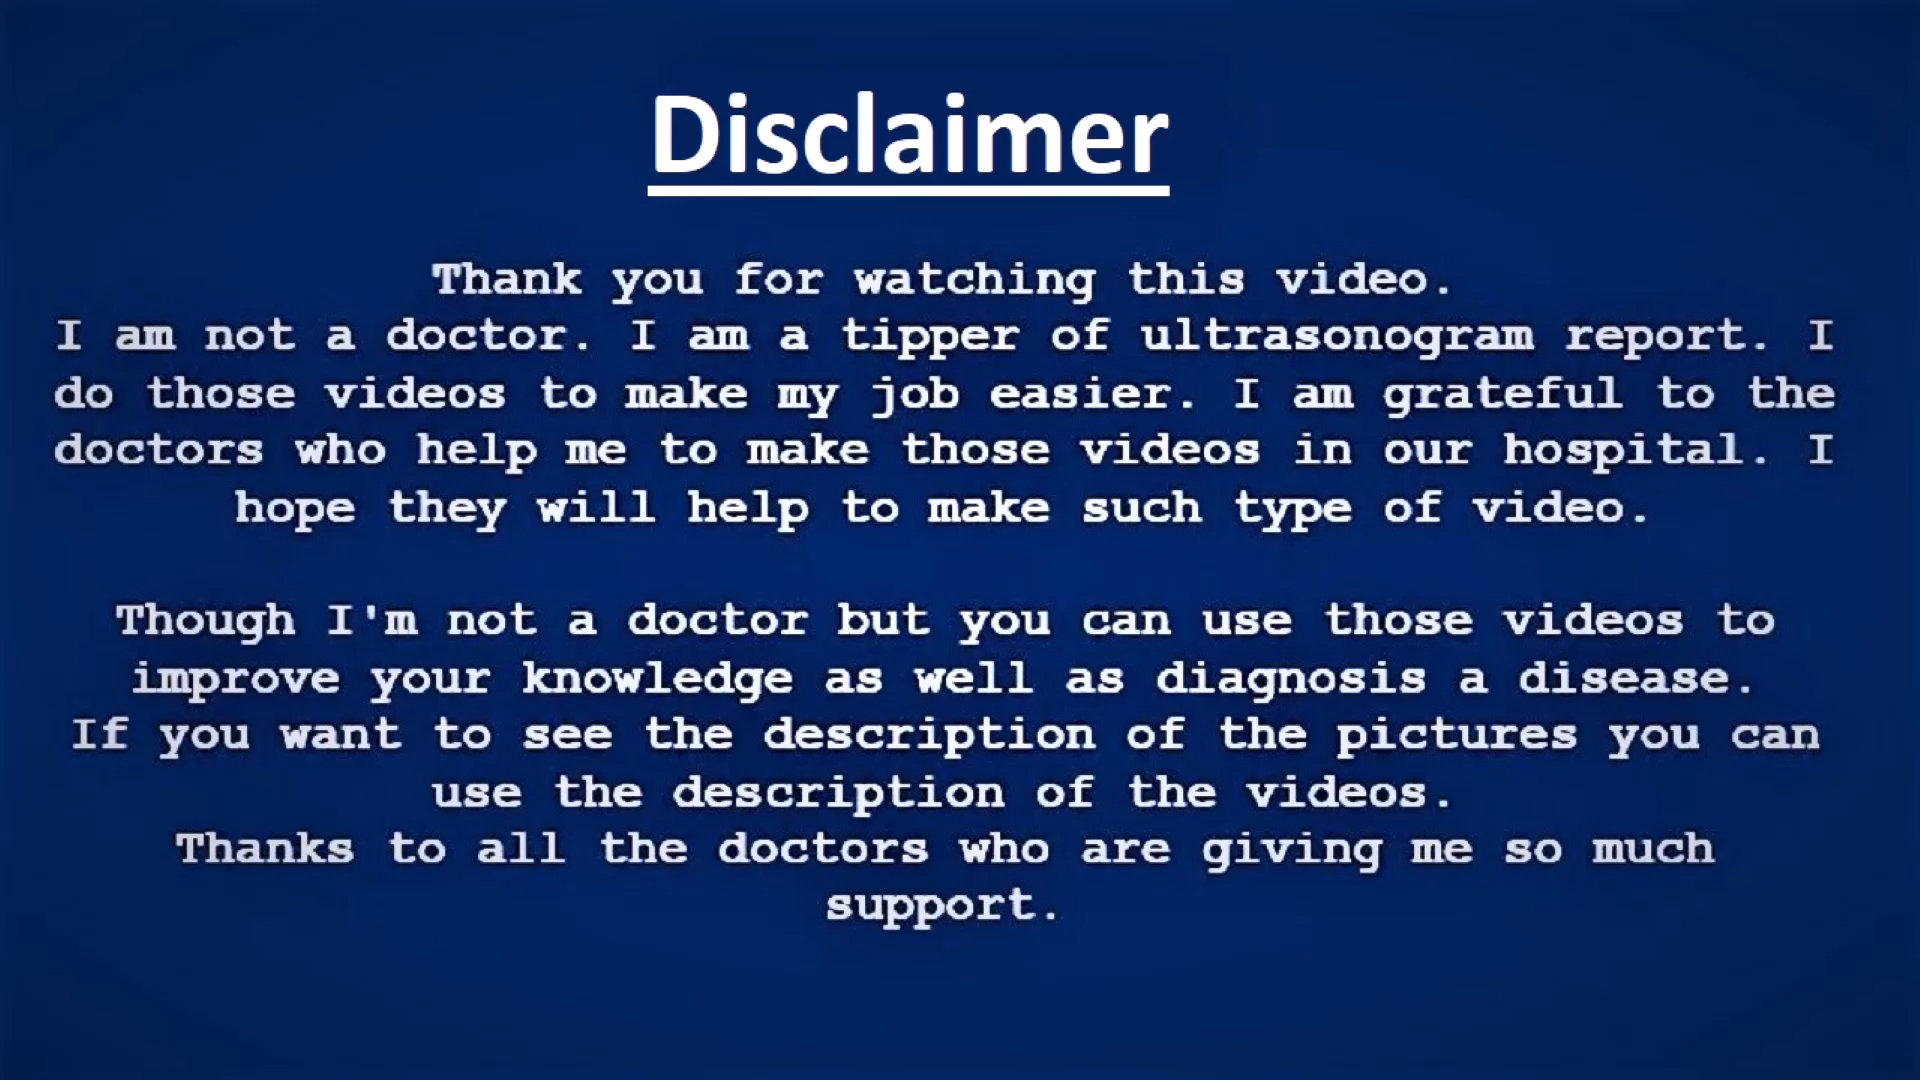 Disclaimer
Thank you for watching this video.
I am not a doctor. I am a tipper of ultrasonogram report. I
do those videos to make my job easier. I am grateful to the
doctors who help me to make those videos in our hospital. I
hope they will help to make such type of video.
Though I'm not a doctor but you can use those videos to
improve your knowledge as well as diagnosis a disease.
If you want to see the description of the pictures you can
use the description of the videos.
Thanks to all the doctors who are giving me so much
support.